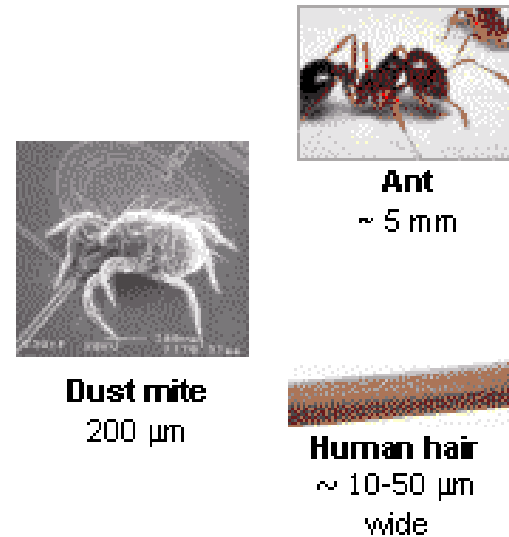 Ant
~ 5 mm
Dust mite
200 µm
Human hair
~ 10-50 µm
wide